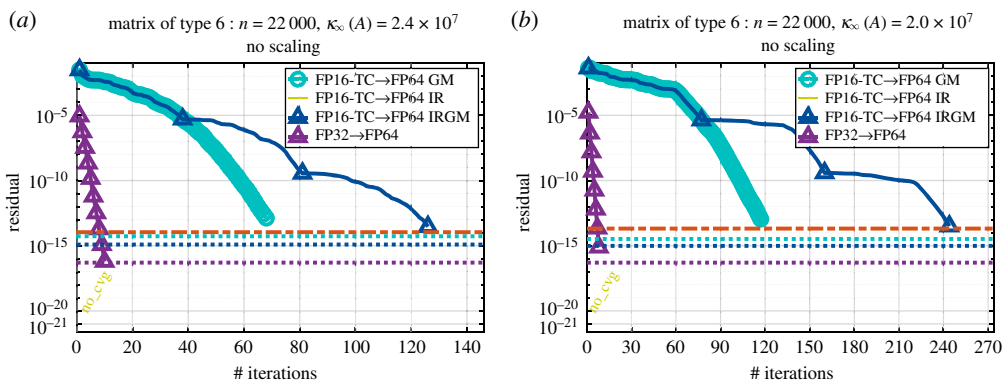 (a)
matrix of type 6 : n = 22 000, κ∞ (A) = 2.4 × 10⁷
no scaling
FP16-TC→FP64 GM
FP16-TC→FP64 IR
FP16-TC→FP64 IRGM
FP32→FP64
residual
10⁻⁵
10⁻¹⁰
10⁻¹⁵
10⁻²⁰
10⁻²¹
no_cvg
0 20 40 60 80 100 120 140
# iterations
(b)
matrix of type 6 : n = 22 000, κ∞ (A) = 2.0 × 10⁷
no scaling
FP16-TC→FP64 GM
FP16-TC→FP64 IR
FP16-TC→FP64 IRGM
FP32→FP64
residual
10⁻⁵
10⁻¹⁰
10⁻¹⁵
10⁻²⁰
10⁻²¹
no_cvg
0 30 60 90 120 150 180 210 240 270
# iterations